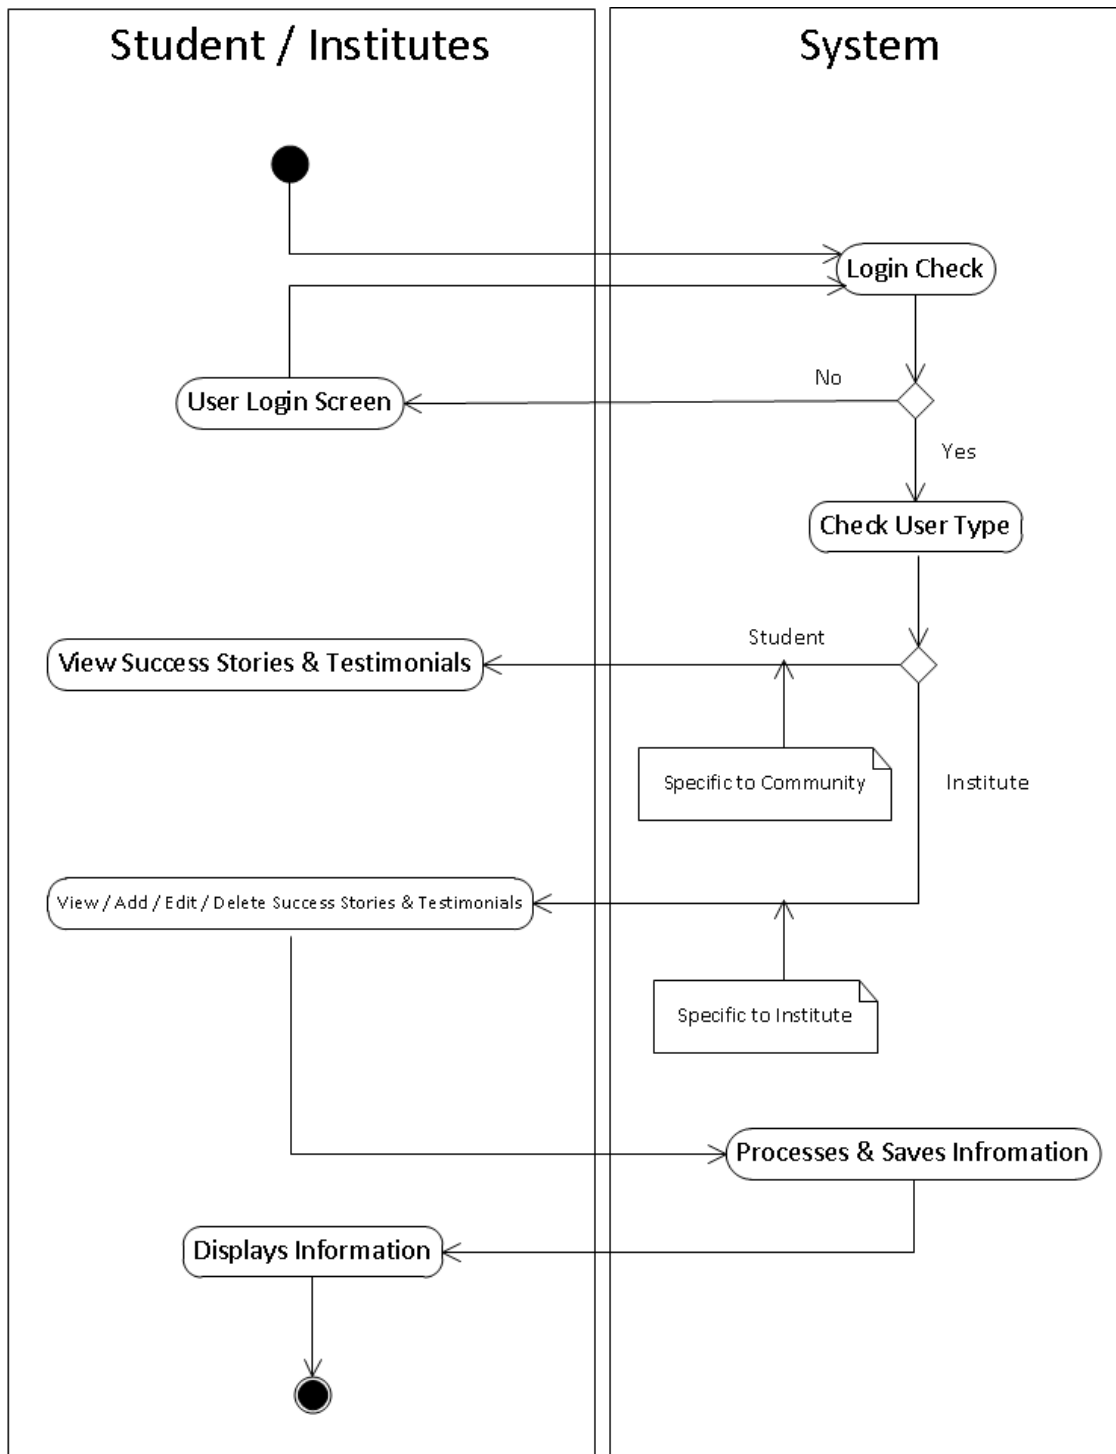 Student / Institutes
System
Login Check
No
User Login Screen
Yes
Check User Type
Student
View Success Stories & Testimonials
Specific to Community
Institute
View / Add / Edit / Delete Success Stories & Testimonials
Specific to Institute
Processes & Saves Infromation
Displays Information